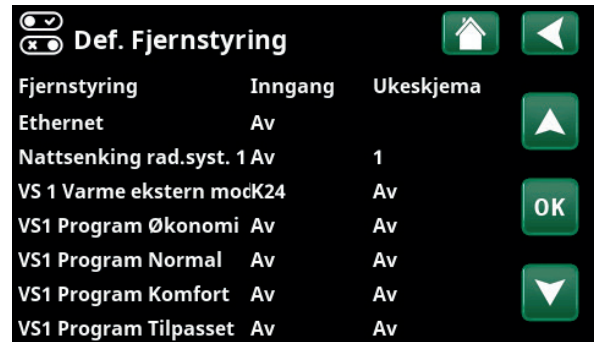 Def. Fjernstyring
Fjernstyring Inngang Ukeskjema
Ethernet Av
Nattsenking rad.syst. 1 Av 1
VS 1 Varme ekstern mod K24 Av
OK
VS1 Program Økonomi Av Av
VS1 Program Normal Av Av
VS1 Program Komfort Av Av
VS1 Program Tilpasset Av Av